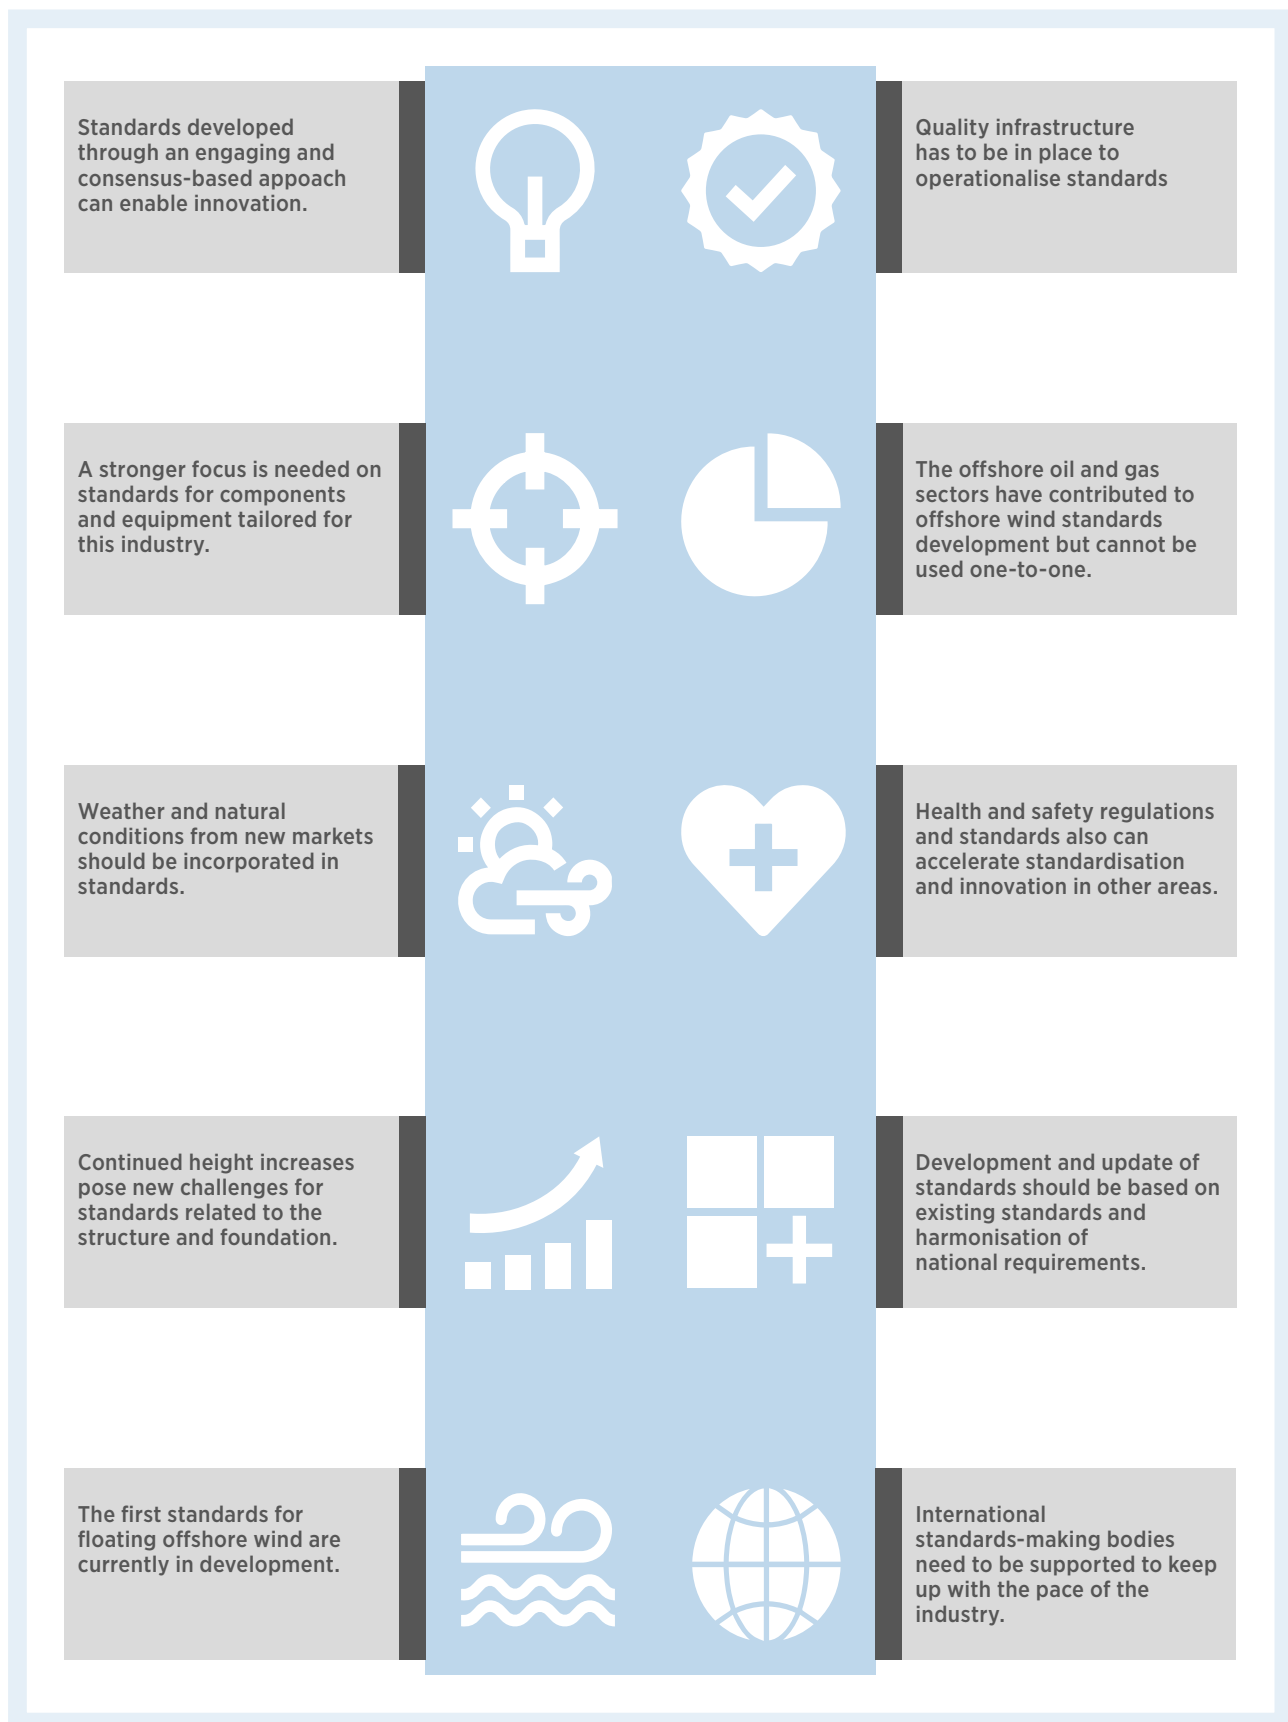 Standards developed
through an engaging and
consensus-based appoach
can enable innovation.
Quality infrastructure
has to be in place to
operationalise standards
A stronger focus is needed on
standards for components
and equipment tailored for
this industry.
The offshore oil and gas
sectors have contributed to
offshore wind standards
development but cannot be
used one-to-one.
Weather and natural
conditions from new markets
should be incorporated in
standards.
Health and safety regulations
and standards also can
accelerate standardisation
and innovation in other areas.
Continued height increases
pose new challenges for
standards related to the
structure and foundation.
Development and update of
standards should be based on
existing standards and
harmonisation of
national requirements.
The first standards for
floating offshore wind are
currently in development.
International
standards-making bodies
need to be supported to keep
up with the pace of the
industry.